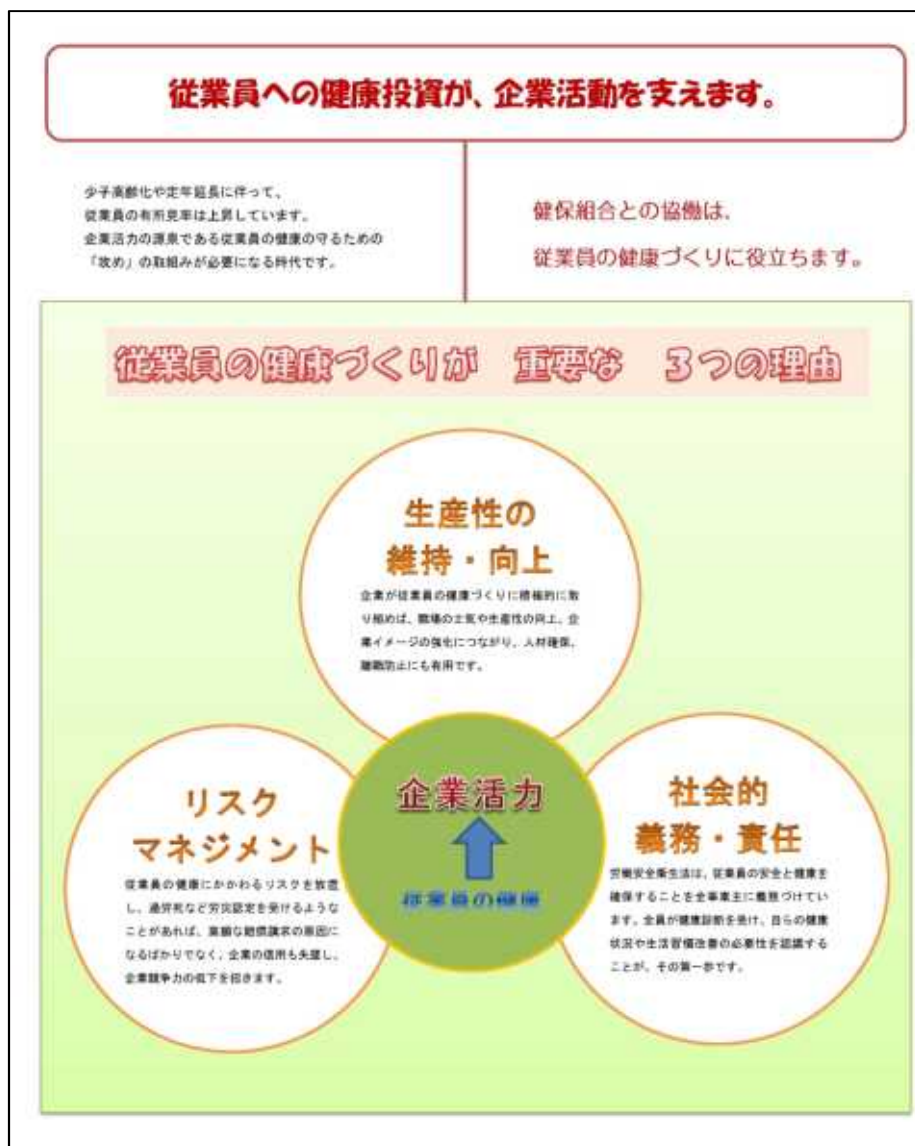 従業員への健康投資が、企業活動を支えます。
少子高齢化や定年延長に伴って、
従業員の有所見率は上昇しています。
企業活力の源泉である従業員の健康の守るための
「攻め」の取組みが必要になる時代です。
健保組合との協働は、
従業員の健康づくりに役立ちます。
従業員の健康づくりが 重要な 3つの理由
生産性の
維持・向上
企業が従業員の健康づくりに積極的に取
り組めば、職場の士気や生産性の向上、企
業イメージの強化につながり、人材確保、
離職防止にも有用です。
企業活力
従業員の健康
リスク
マネジメント
従業員の健康にかかわるリスクを放置
し、過労死など労災認定を受けるような
ことがあれば、高額な賠償請求の原因に
なるばかりでなく、企業の信用も失墜し、
企業競争力の低下を招きます。
社会的
義務・責任
労働安全衛生法は、従業員の安全と健康を
確保することを全事業主に義務づけてい
ます。全員が健康診断を受け、自らの健康
状況や生活習慣改善の必要性を認識する
ことが、その第一歩です。